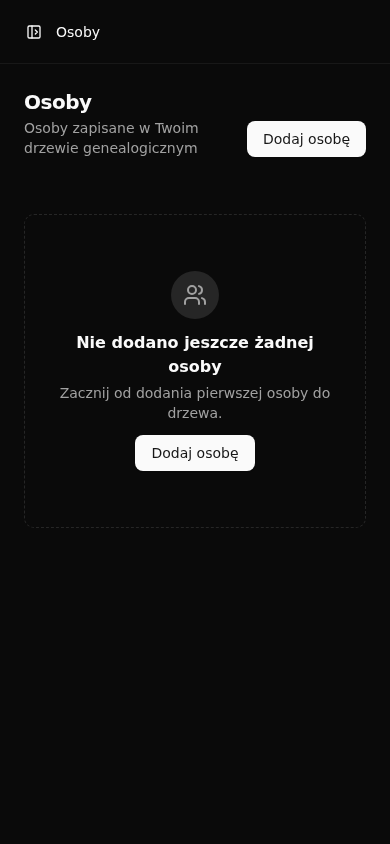 Osoby
Osoby
Osoby zapisane w Twoim
drzewie genealogicznym
Dodaj osobę
Nie dodano jeszcze żadnej
osoby
Zacznij od dodania pierwszej osoby do
drzewa.
Dodaj osobę